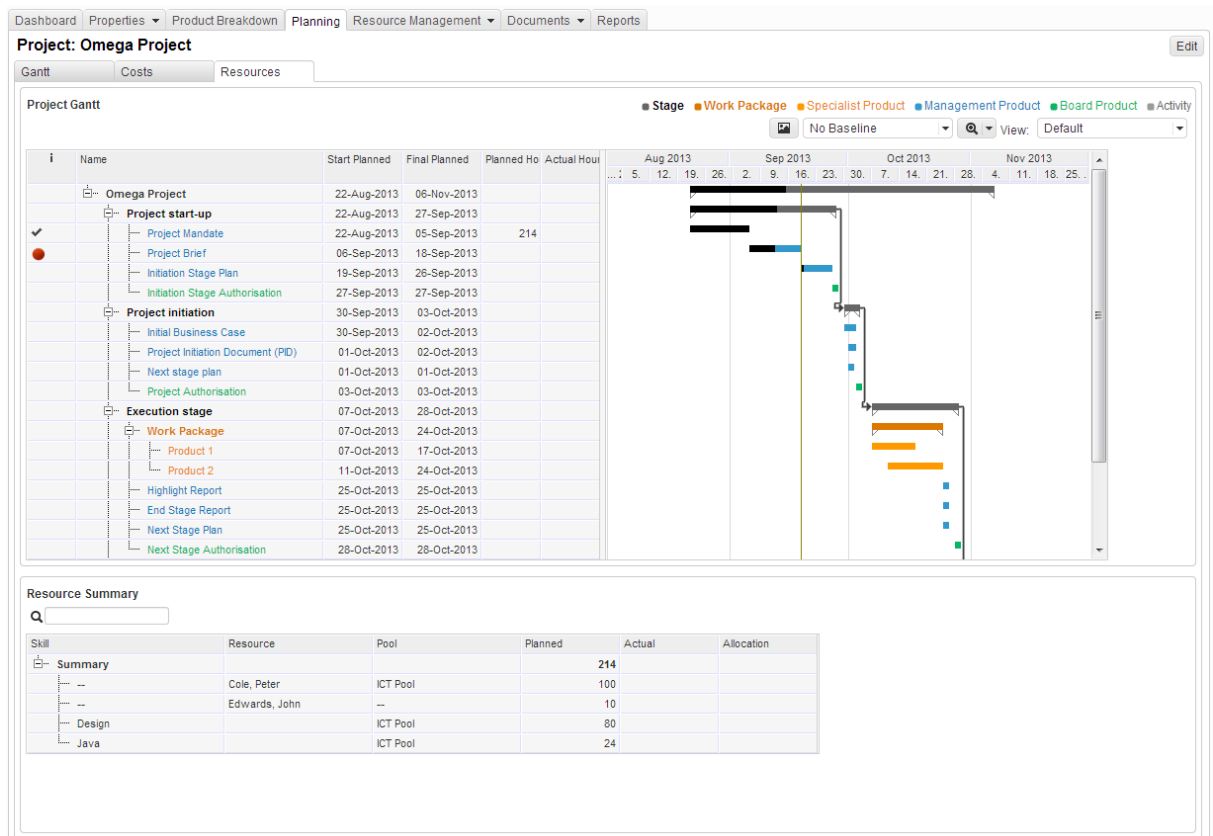 Dashboard Properties Product Breakdown Planning Resource Management Documents Reports
Project: Omega Project Edit
Gantt Costs Resources
Project Gantt Stage Work Package Specialist Product Management Product Board Product Activity
No Baseline View: Default
i Name Start Planned Final Planned Planned Ho Actual Hour Aug 2013 Sep 2013 Oct 2013 Nov 2013
5. 12. 19. 26. 2. 9. 16. 23. 30. 7. 14. 21. 28. 4. 11. 18. 25.
Omega Project 22-Aug-2013 06-Nov-2013
Project start-up 22-Aug-2013 27-Sep-2013
Project Mandate 22-Aug-2013 05-Sep-2013 214
Project Brief 06-Sep-2013 18-Sep-2013
Initiation Stage Plan 19-Sep-2013 26-Sep-2013
Initiation Stage Authorisation 27-Sep-2013 27-Sep-2013
Project initiation 30-Sep-2013 03-Oct-2013
Initial Business Case 30-Sep-2013 02-Oct-2013
Project Initiation Document (PID) 01-Oct-2013 02-Oct-2013
Next stage plan 01-Oct-2013 01-Oct-2013
Project Authorisation 03-Oct-2013 03-Oct-2013
Execution stage 07-Oct-2013 28-Oct-2013
Work Package 07-Oct-2013 24-Oct-2013
Product 1 07-Oct-2013 17-Oct-2013
Product 2 11-Oct-2013 24-Oct-2013
Highlight Report 25-Oct-2013 25-Oct-2013
End Stage Report 25-Oct-2013 25-Oct-2013
Next Stage Plan 25-Oct-2013 25-Oct-2013
Next Stage Authorisation 28-Oct-2013 28-Oct-2013
Resource Summary
Skill Resource Pool Planned Actual Allocation
Summary 214
-- Cole, Peter ICT Pool 100
-- Edwards, John -- 10
Design ICT Pool 80
Java ICT Pool 24